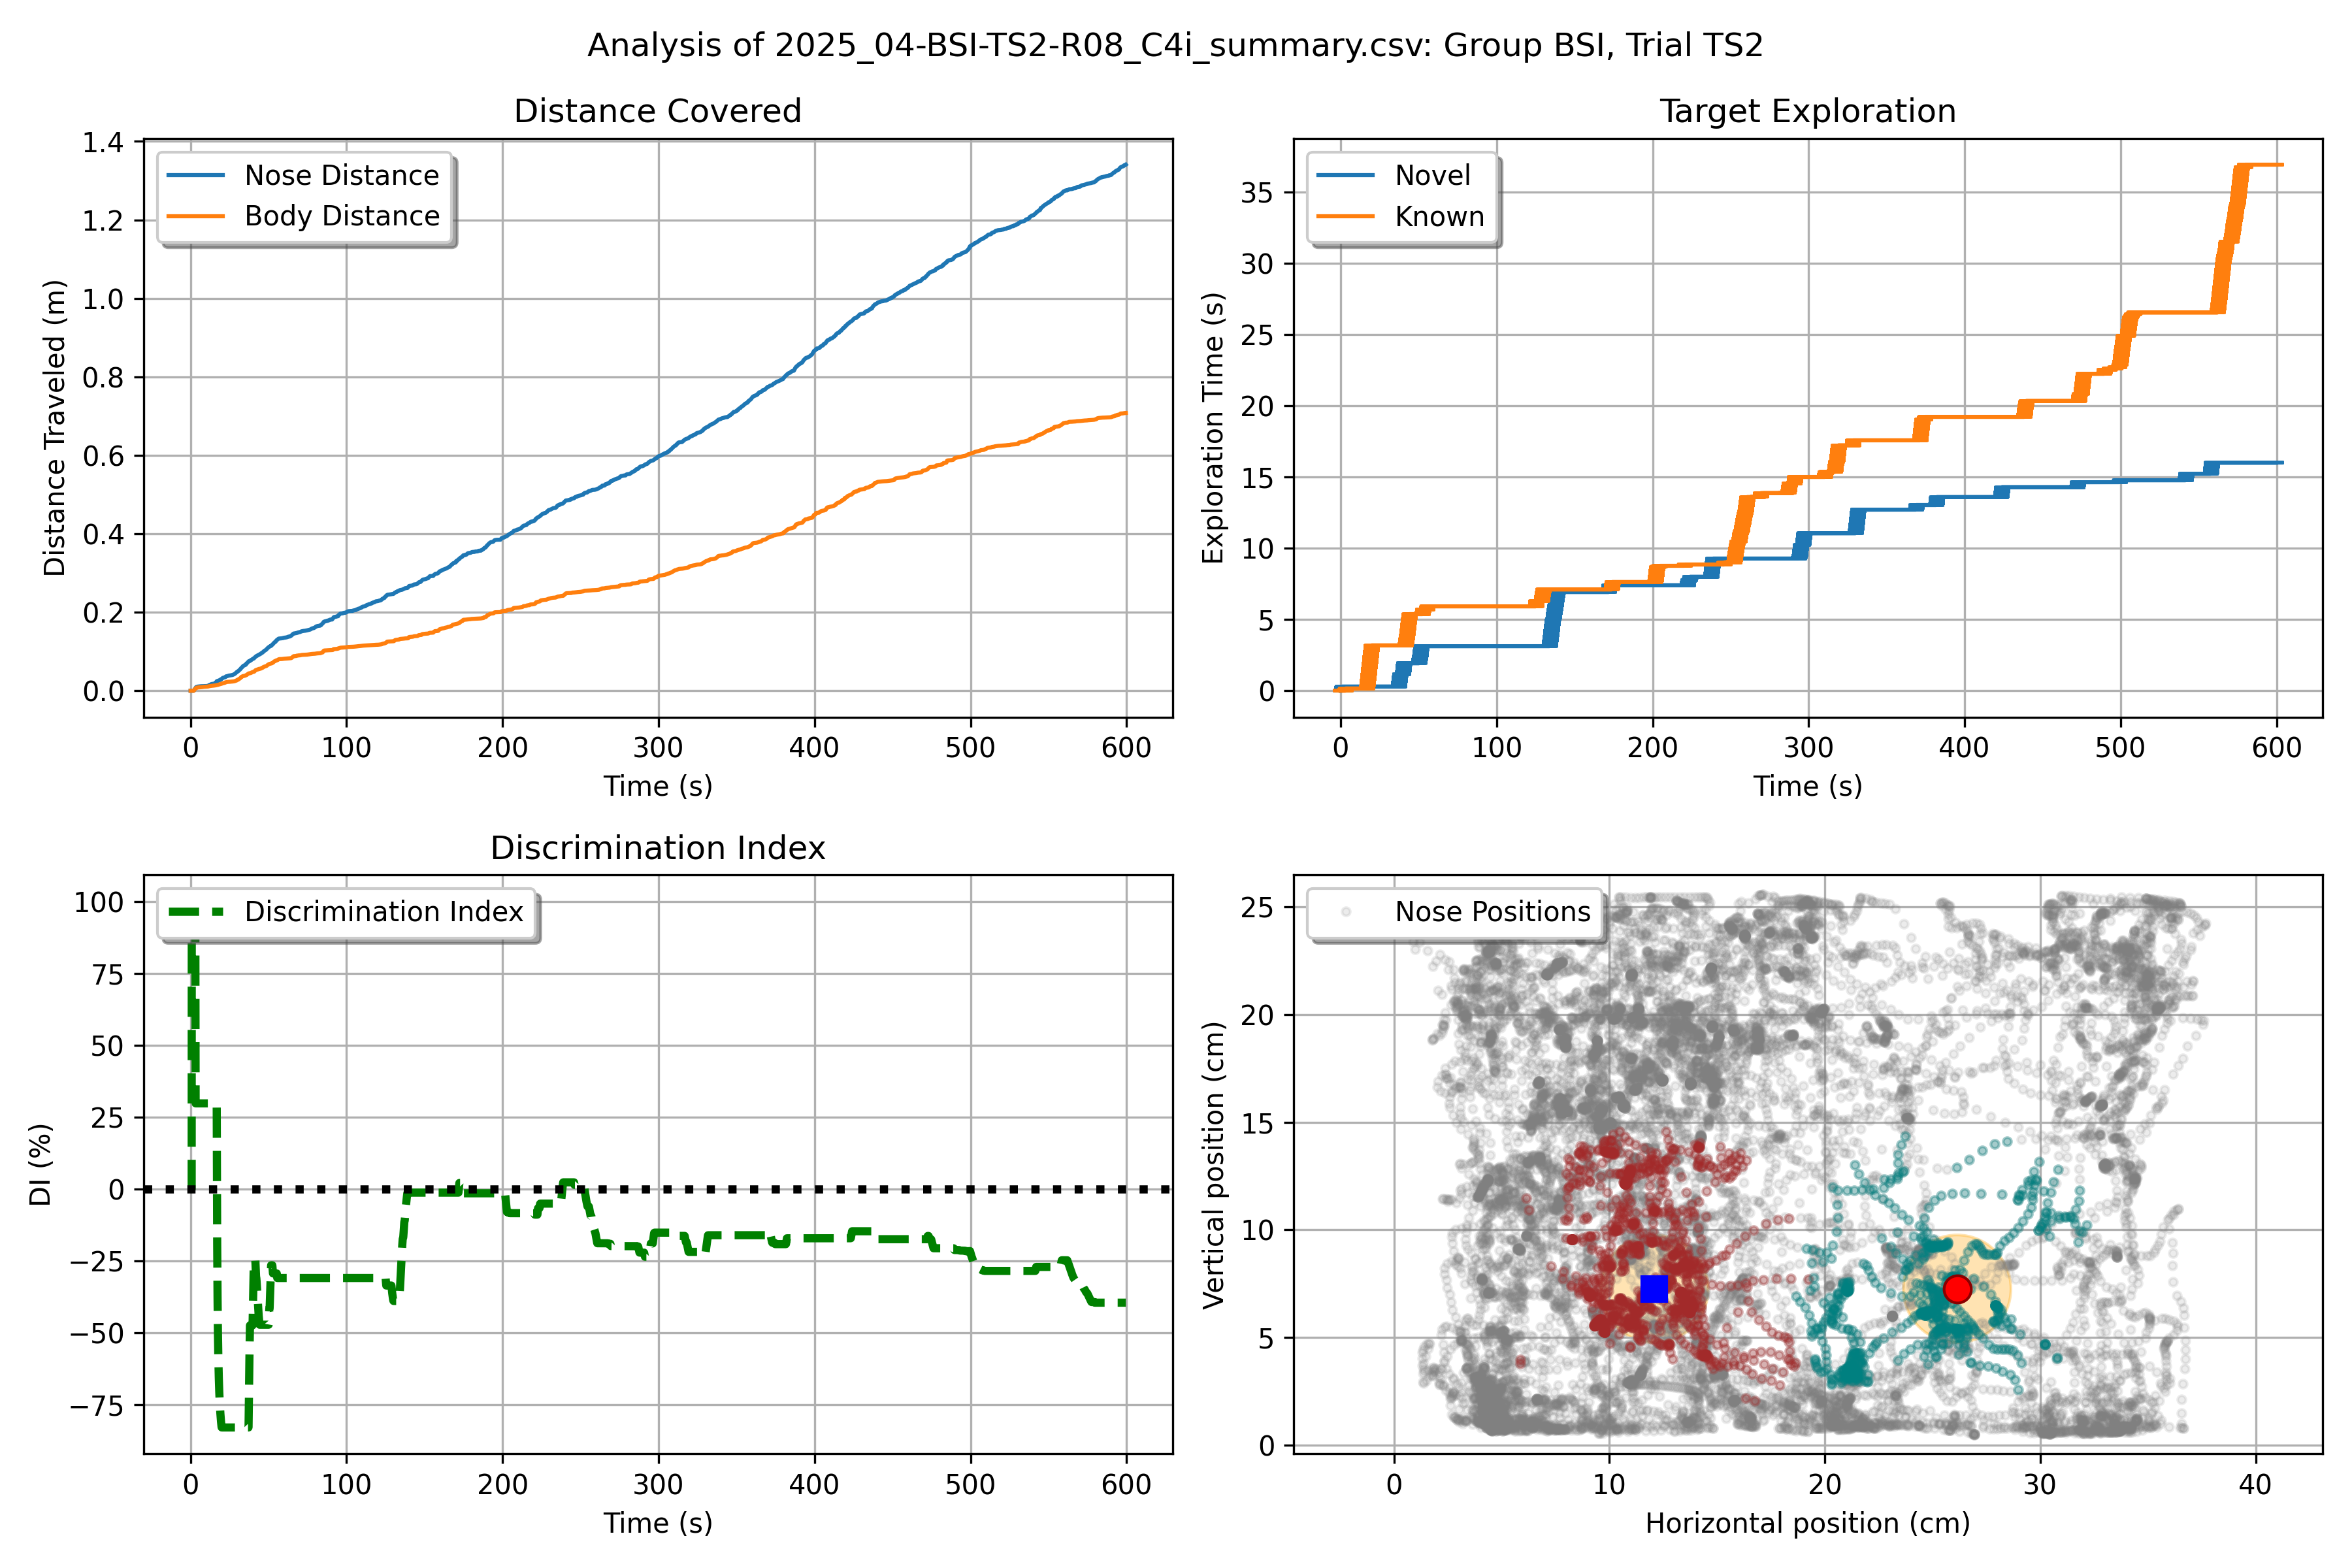 Analysis of 2025_04-BSI-TS2-R08_C4i_summary.csv: Group BSI, Trial TS2
Distance Covered
1.4
1.2
1.0
0.8
0.6
0.4
0.2
0.0
Distance Traveled (m)
Nose Distance
Body Distance
0 100 200 300 400 500 600
Time (s)
Target Exploration
35
30
25
20
15
10
5
0
Exploration Time (s)
Novel
Known
0 100 200 300 400 500 600
Time (s)
Discrimination Index
100
75
50
25
0
−25
−50
−75
DI (%)
Discrimination Index
0 100 200 300 400 500 600
Time (s)
25
20
15
10
5
0
Vertical position (cm)
Nose Positions
0 10 20 30 40
Horizontal position (cm)